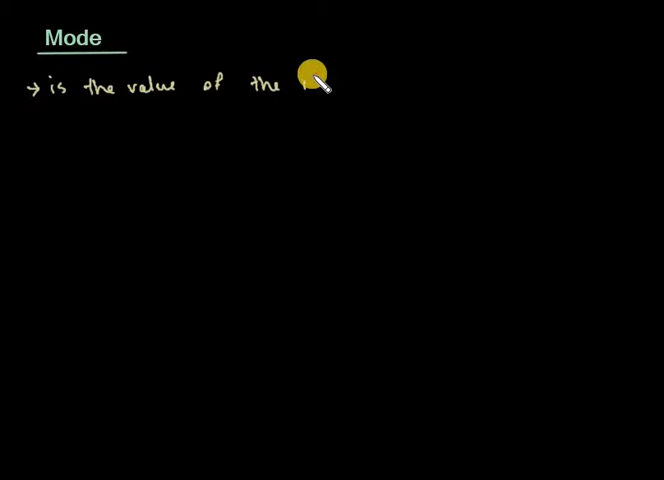 Mode
→ is the value of the